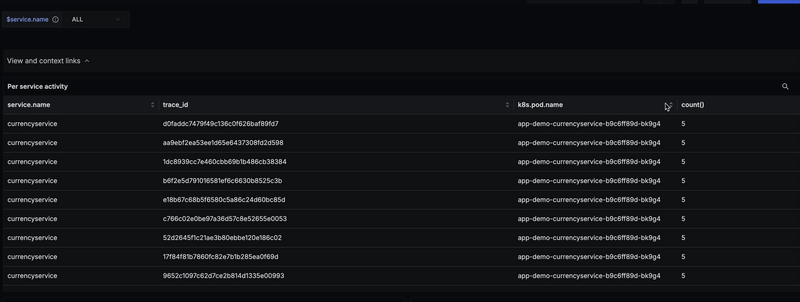 $service.name ALL
View and context links
Per service activity
service.name trace_id k8s.pod.name count()
currencyservice d0faddc7479f49c136c0f626baf89fd7 app-demo-currencyservice-b9c6ff89d-bk9g4 5
currencyservice aa9ebf2ea53ee1d65e6437308fd2d598 app-demo-currencyservice-b9c6ff89d-bk9g4 5
currencyservice 1dc8939cc7e460cbb69b1b486cb38384 app-demo-currencyservice-b9c6ff89d-bk9g4 5
currencyservice b6f2e5d791016581ef6c6630b8525c3b app-demo-currencyservice-b9c6ff89d-bk9g4 5
currencyservice e18b67c68b5f6580c5a86c24d60bc85d app-demo-currencyservice-b9c6ff89d-bk9g4 5
currencyservice c766c02e0be97a36d57c8e52655e0053 app-demo-currencyservice-b9c6ff89d-bk9g4 5
currencyservice 52d2645f1c21ae3b80ebbe120e186c02 app-demo-currencyservice-b9c6ff89d-bk9g4 5
currencyservice 17f84f81b7860fc82e7b1b285ea0f69d app-demo-currencyservice-b9c6ff89d-bk9g4 5
currencyservice 9652c1097c62d7ce2b814d1335e00993 app-demo-currencyservice-b9c6ff89d-bk9g4 5